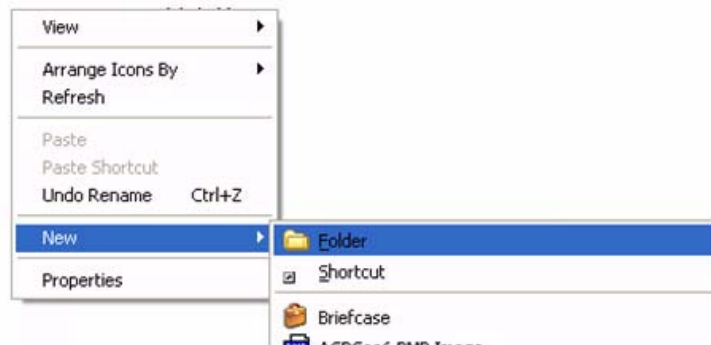 View
Arrange Icons By
Refresh
Paste
Paste Shortcut
Undo Rename Ctrl+Z
New
Properties
Folder
Shortcut
Briefcase